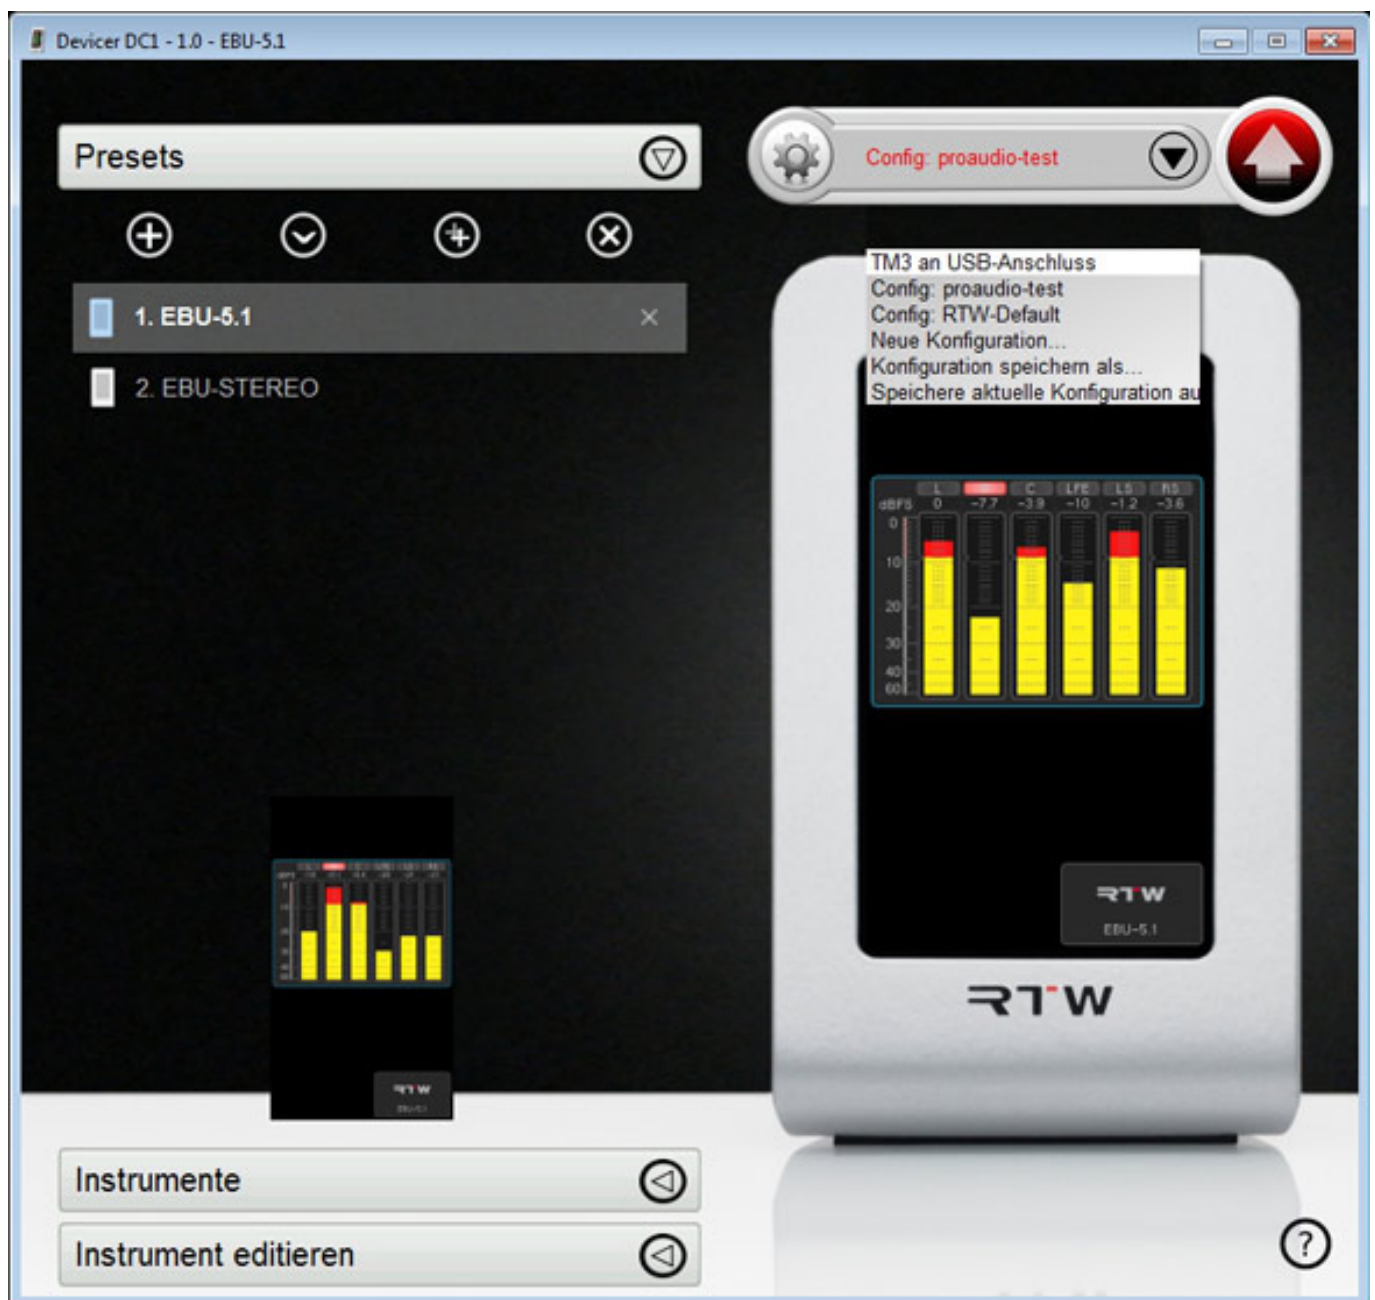 Devicer DC1 - 1.0 - EBU-5.1
Presets
Config: proaudio-test
1. EBU-5.1
2. EBU-STEREO
TM3 an USB-Anschluss
Config: proaudio-test
Config: RTW-Default
Neue Konfiguration...
Konfiguration speichern als...
Speichere aktuelle Konfiguration au
L C LFE LS RS
dBFS 0 -7.7 -3.9 -10 -1.2 -3.6
0
10
20
30
40
60
RTW
EBU-5.1
RTW
RTW
EBU-5.1
Instrumente
Instrument editieren
?